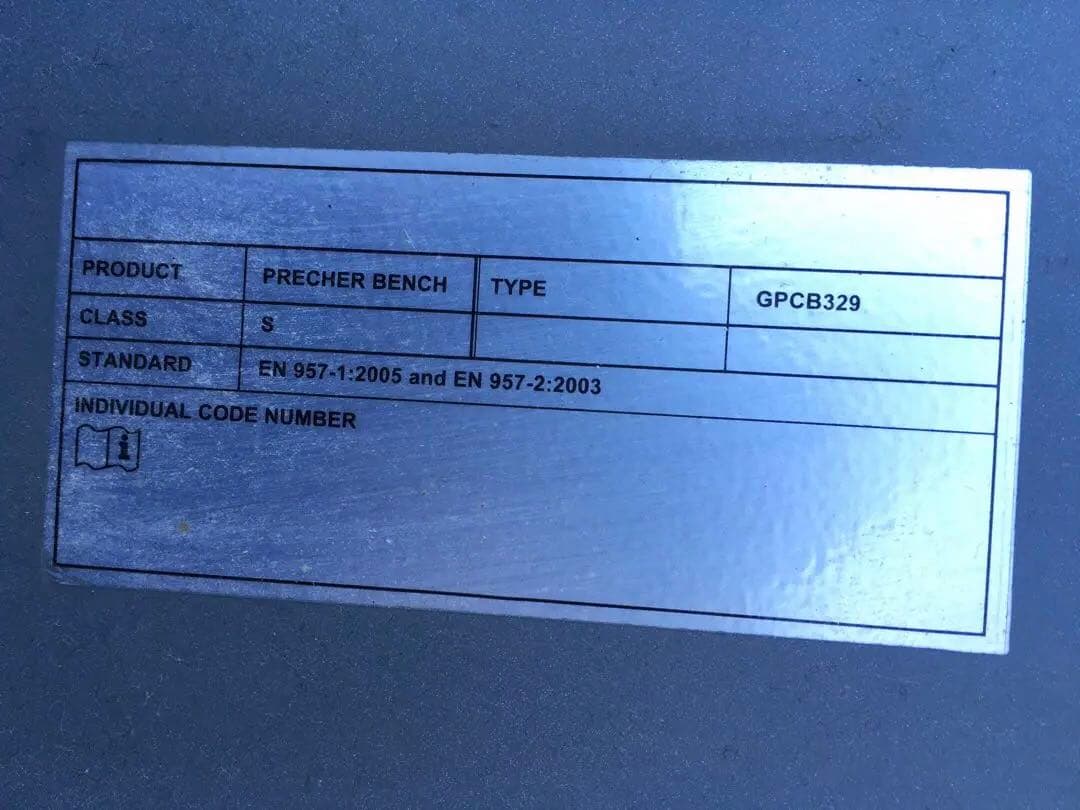 PRODUCT PRECHER BENCH TYPE GPCB329
CLASS S
STANDARD EN 957-1:2005 and EN 957-2:2003
INDIVIDUAL CODE NUMBER
i